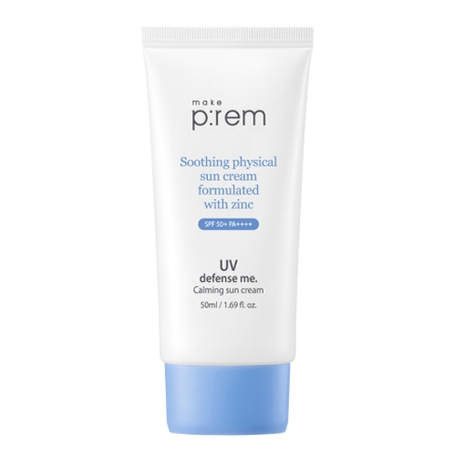 make
p:rem
Soothing physical
sun cream
formulated
with zinc
SPF 50+ PA++++
UV
defense me.
Calming sun cream
50ml / 1.69 fl. oz.